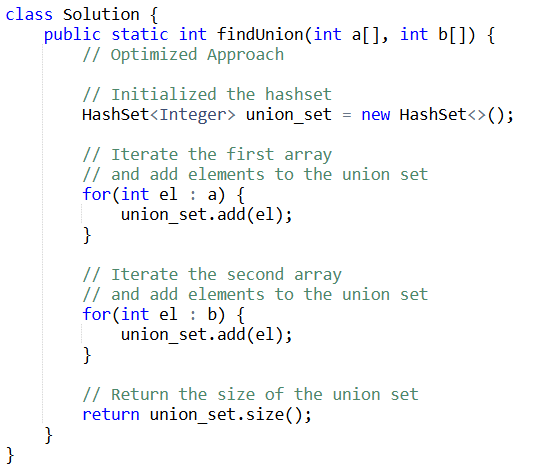 class Solution {
    public static int findUnion(int a[], int b[]) {
        // Optimized Approach

        // Initialized the hashset
        HashSet<Integer> union_set = new HashSet<>();

        // Iterate the first array
        // and add elements to the union set
        for(int el : a) {
            union_set.add(el);
        }

        // Iterate the second array
        // and add elements to the union set
        for(int el : b) {
            union_set.add(el);
        }

        // Return the size of the union set
        return union_set.size();
    }
}